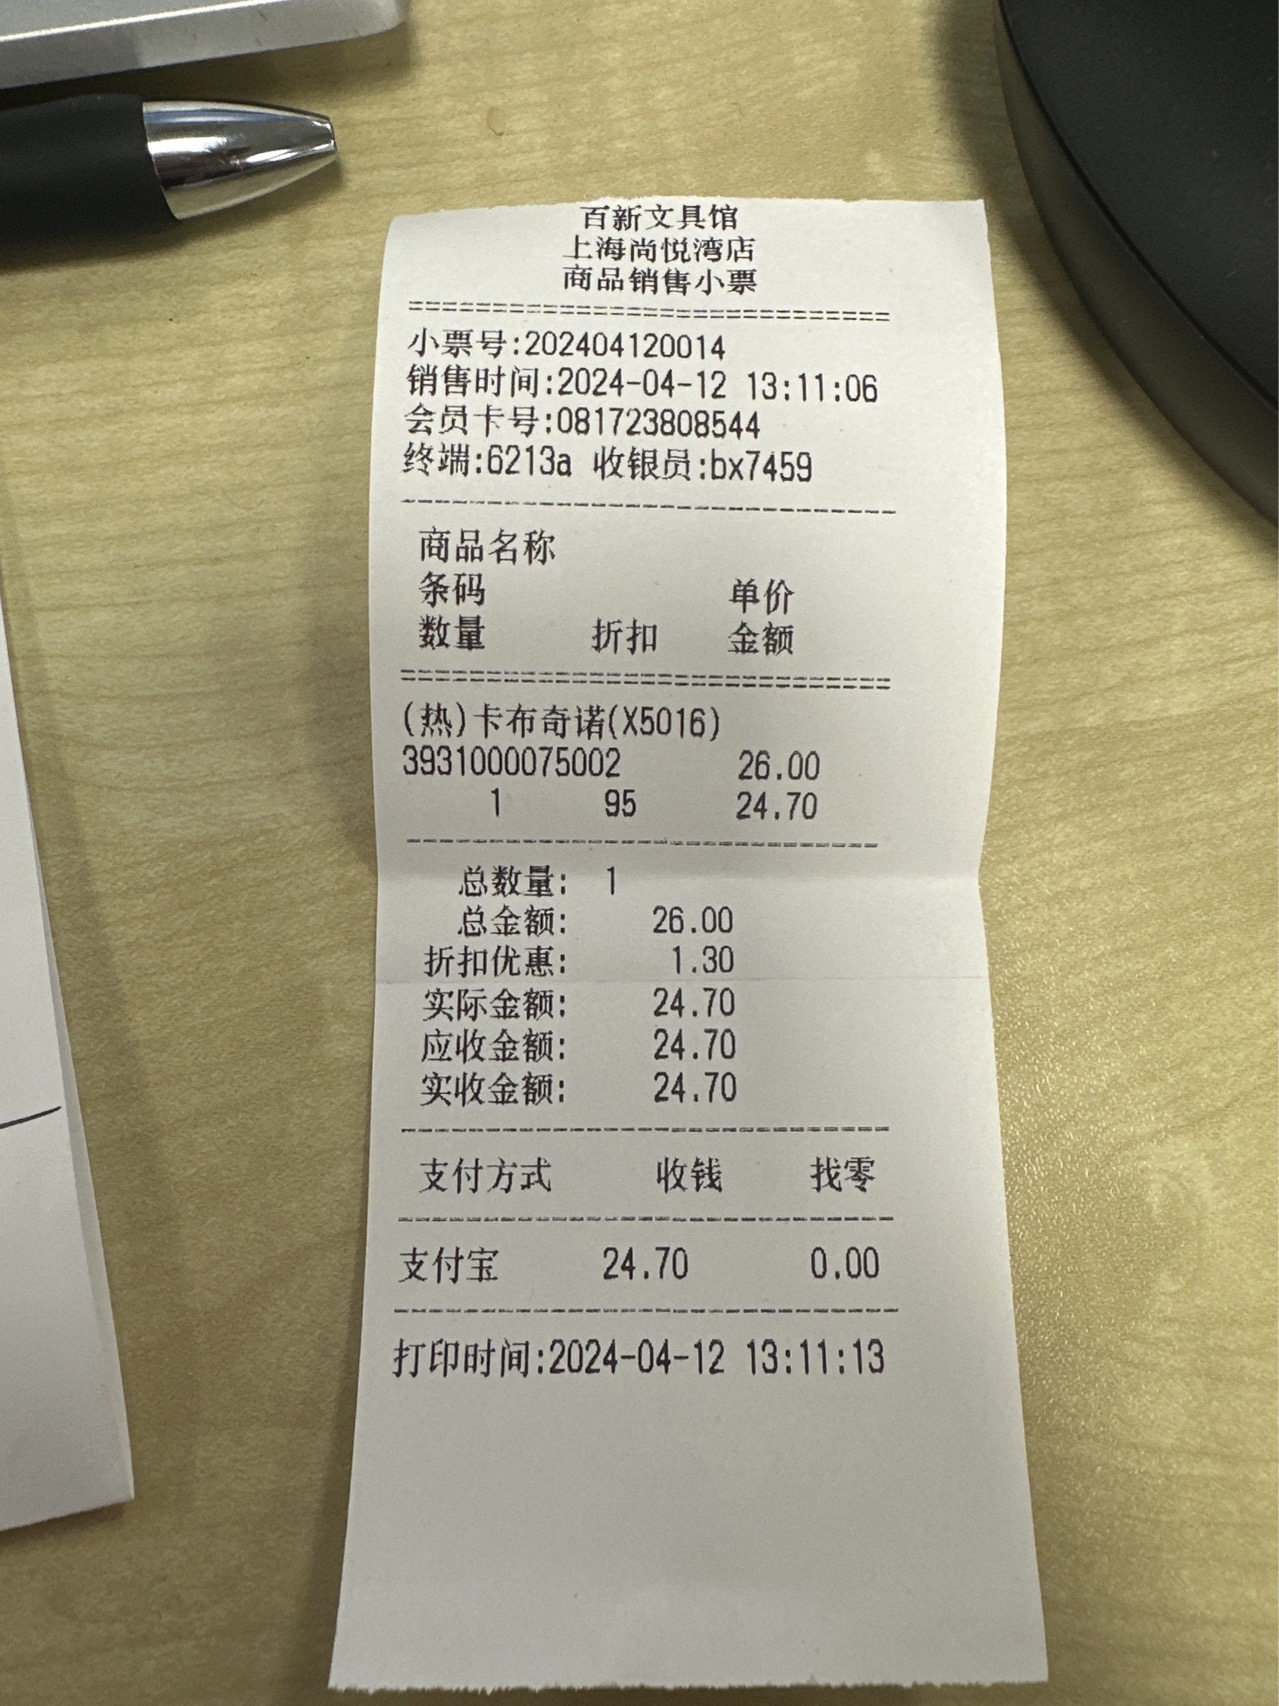 百新文具馆
上海尚悦湾店
商品销售小票
==============================
小票号:202404120014
销售时间:2024-04-12 13:11:06
会员卡号:081723808544
终端:6213a 收银员:bx7459
------------------------------
商品名称
条码 单价
数量 折扣 金额
==============================
(热)卡布奇诺(X5016)
3931000075002 26.00
1 95 24.70
------------------------------
总数量: 1
总金额: 26.00
折扣优惠: 1.30
实际金额: 24.70
应收金额: 24.70
实收金额: 24.70
------------------------------
支付方式 收钱 找零
------------------------------
支付宝 24.70 0.00
------------------------------
打印时间:2024-04-12 13:11:13